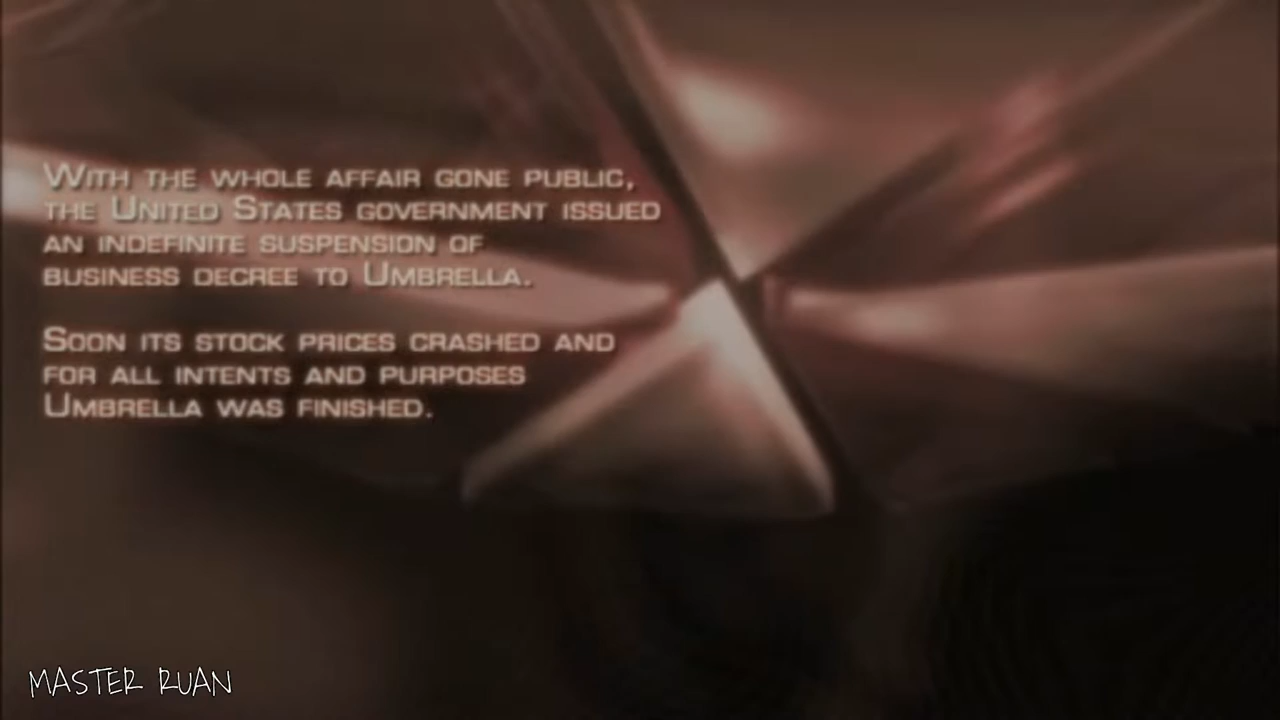 With the whole affair gone public,
the United States government issued
an indefinite suspension of
business decree to Umbrella.
Soon its stock prices crashed and
for all intents and purposes
Umbrella was finished.
MASTER RUAN